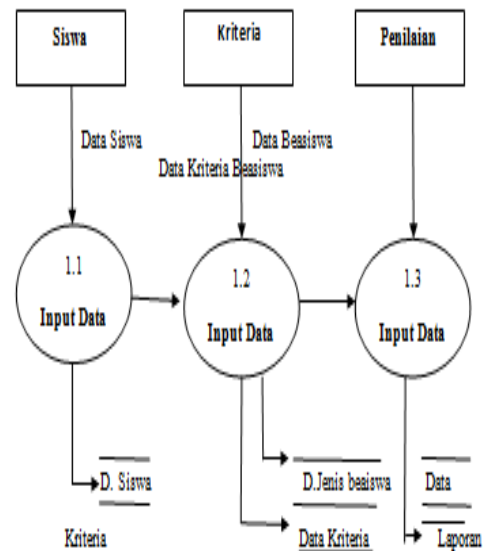 Siswa
Kriteria
Penilaian
Data Siswa
Data Beasiswa
Data Kriteria Beasiswa
1.1
Input Data
1.2
Input Data
1.3
Input Data
D. Siswa
D.Jenis beaiswa
Data
Kriteria
Data Kriteria
Laporan